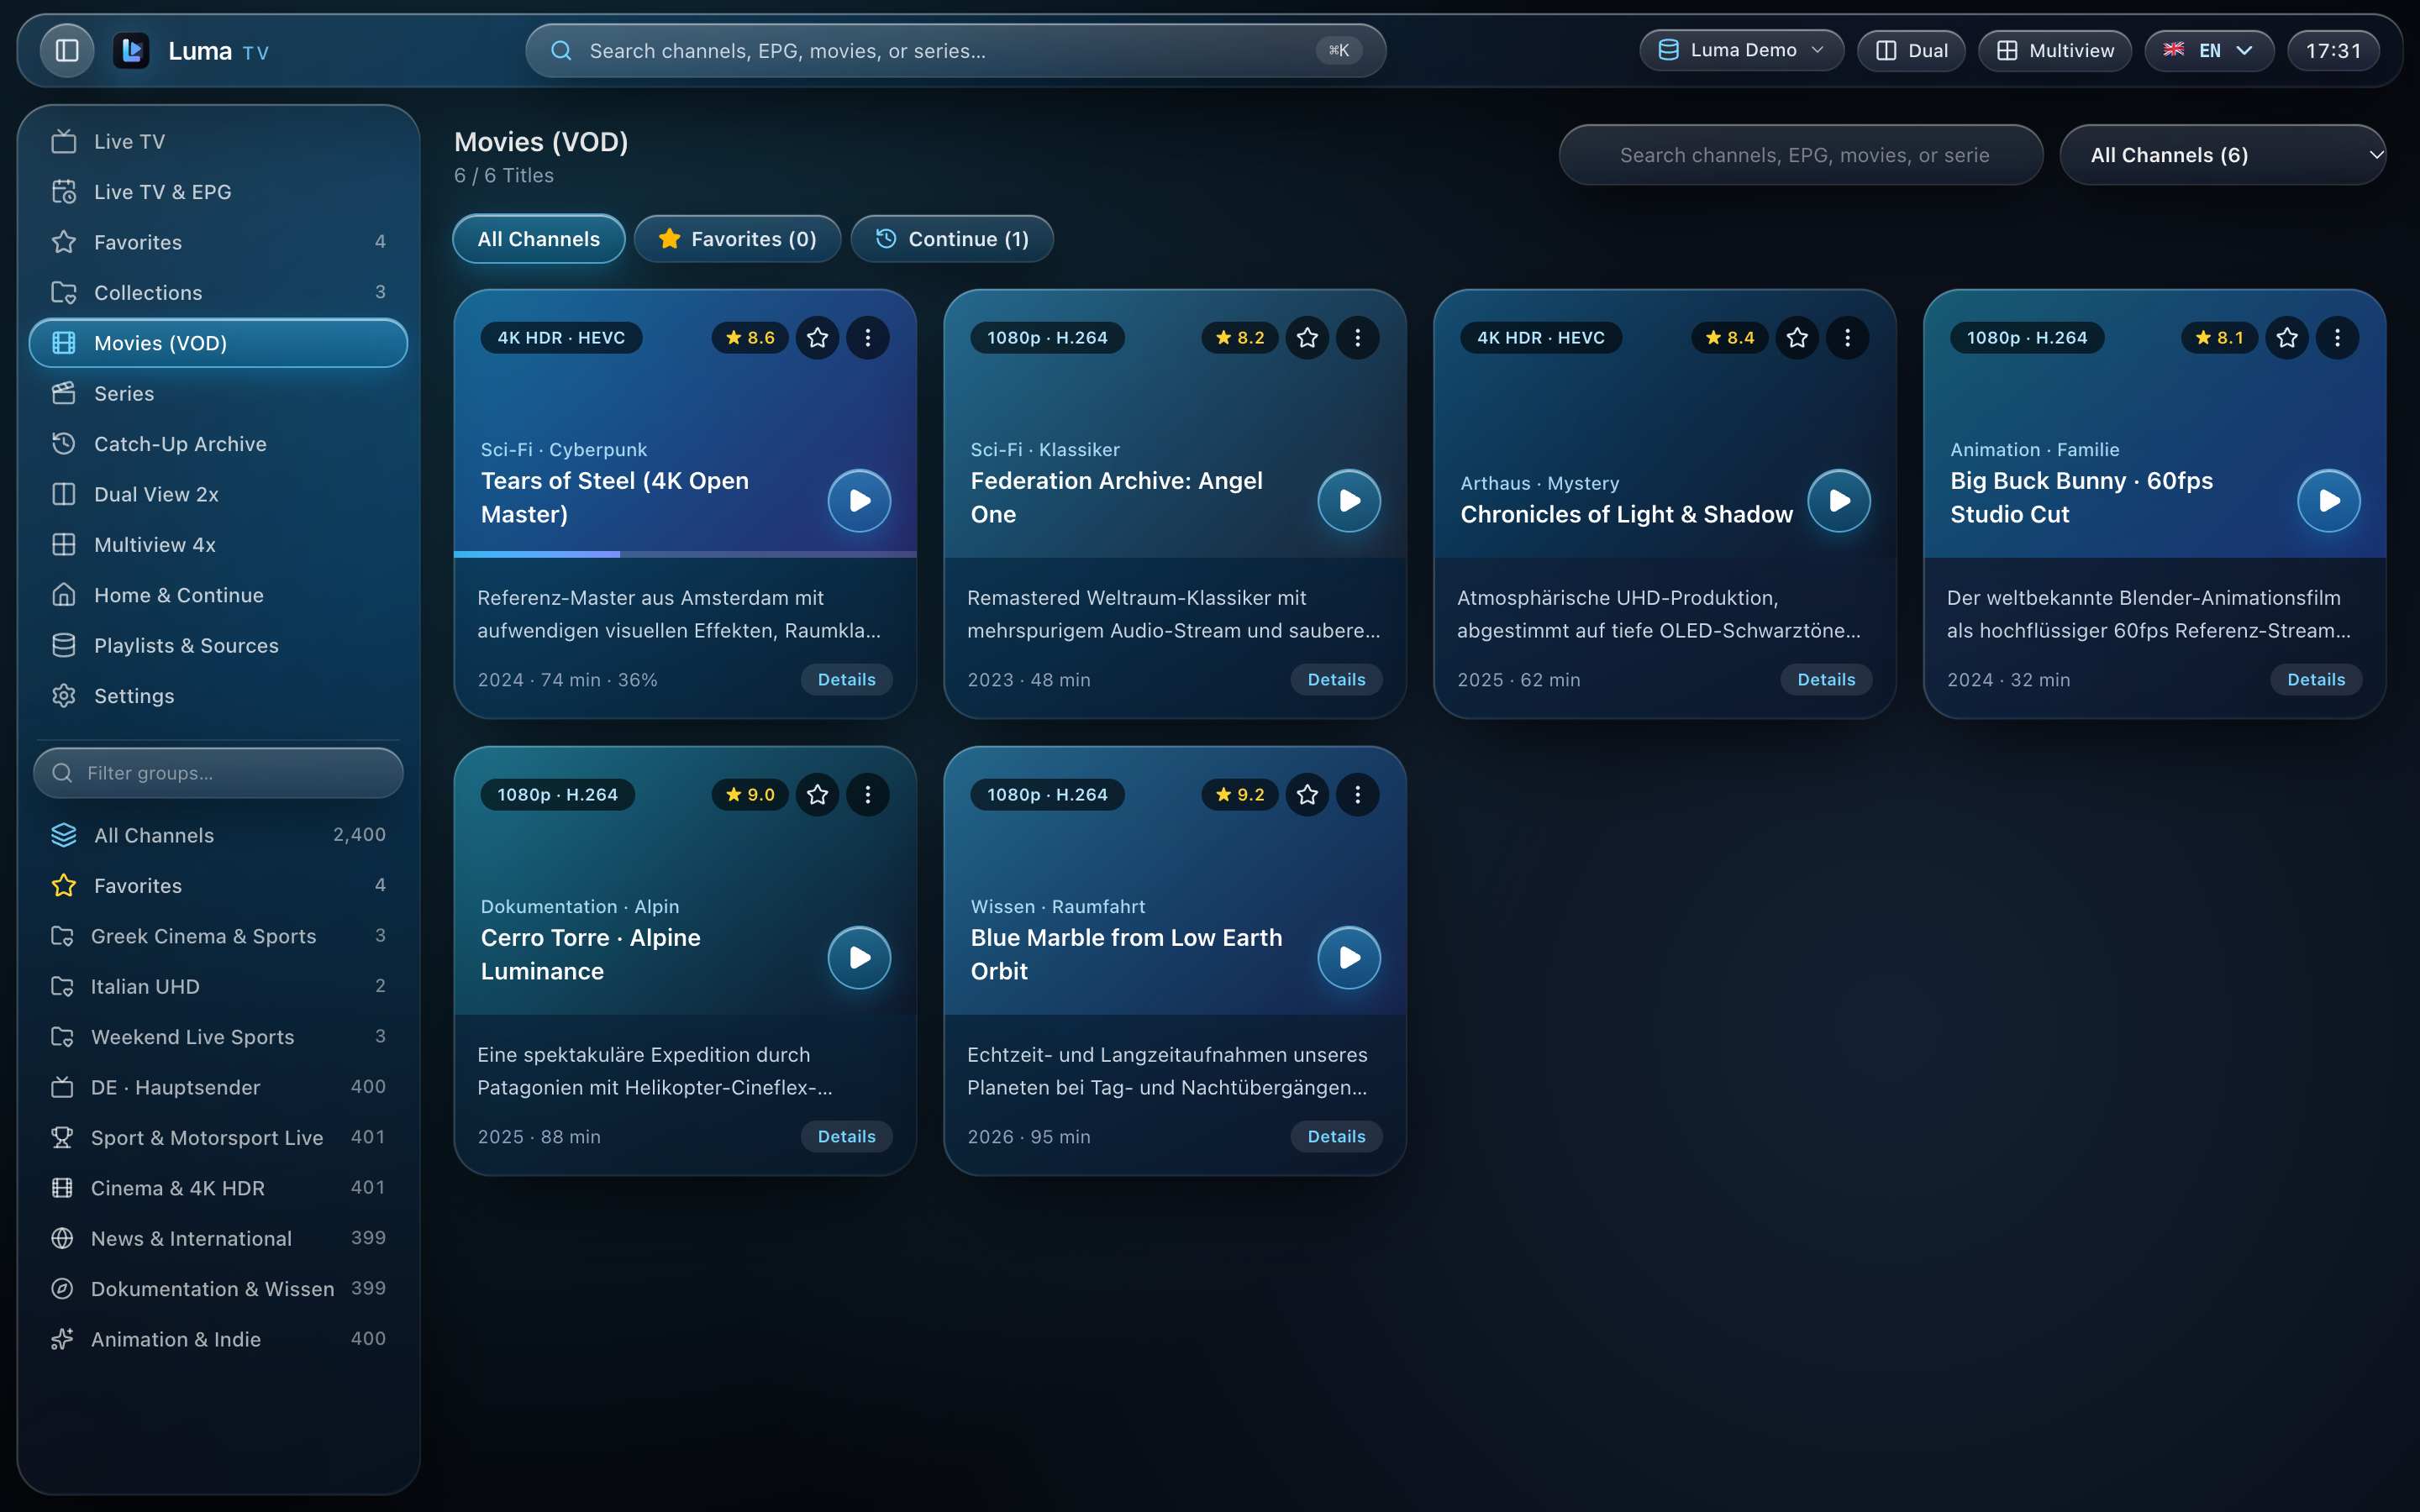 Luma TV
Search channels, EPG, movies, or series...
⌘K
Luma Demo
Dual
Multiview
EN
17:31
Live TV
Live TV & EPG
Favorites 4
Collections 3
Movies (VOD)
Series
Catch-Up Archive
Dual View 2x
Multiview 4x
Home & Continue
Playlists & Sources
Settings
Filter groups...
All Channels 2,400
Favorites 4
Greek Cinema & Sports 3
Italian UHD 2
Weekend Live Sports 3
DE · Hauptsender 400
Sport & Motorsport Live 401
Cinema & 4K HDR 401
News & International 399
Dokumentation & Wissen 399
Animation & Indie 400
Movies (VOD)
6 / 6 Titles
Search channels, EPG, movies, or serie
All Channels (6)
All Channels
Favorites (0)
Continue (1)
4K HDR · HEVC
8.6
Sci-Fi · Cyberpunk
Tears of Steel (4K Open
Master)
Referenz-Master aus Amsterdam mit
aufwendigen visuellen Effekten, Raumkla...
2024 · 74 min · 36%
Details
1080p · H.264
8.2
Sci-Fi · Klassiker
Federation Archive: Angel
One
Remastered Weltraum-Klassiker mit
mehrspurigem Audio-Stream und saubere...
2023 · 48 min
Details
4K HDR · HEVC
8.4
Arthaus · Mystery
Chronicles of Light & Shadow
Atmosphärische UHD-Produktion,
abgestimmt auf tiefe OLED-Schwarztöne...
2025 · 62 min
Details
1080p · H.264
8.1
Animation · Familie
Big Buck Bunny · 60fps
Studio Cut
Der weltbekannte Blender-Animationsfilm
als hochflüssiger 60fps Referenz-Stream...
2024 · 32 min
Details
1080p · H.264
9.0
Dokumentation · Alpin
Cerro Torre · Alpine
Luminance
Eine spektakuläre Expedition durch
Patagonien mit Helikopter-Cineflex-...
2025 · 88 min
Details
1080p · H.264
9.2
Wissen · Raumfahrt
Blue Marble from Low Earth
Orbit
Echtzeit- und Langzeitaufnahmen unseres
Planeten bei Tag- und Nachtübergängen...
2026 · 95 min
Details